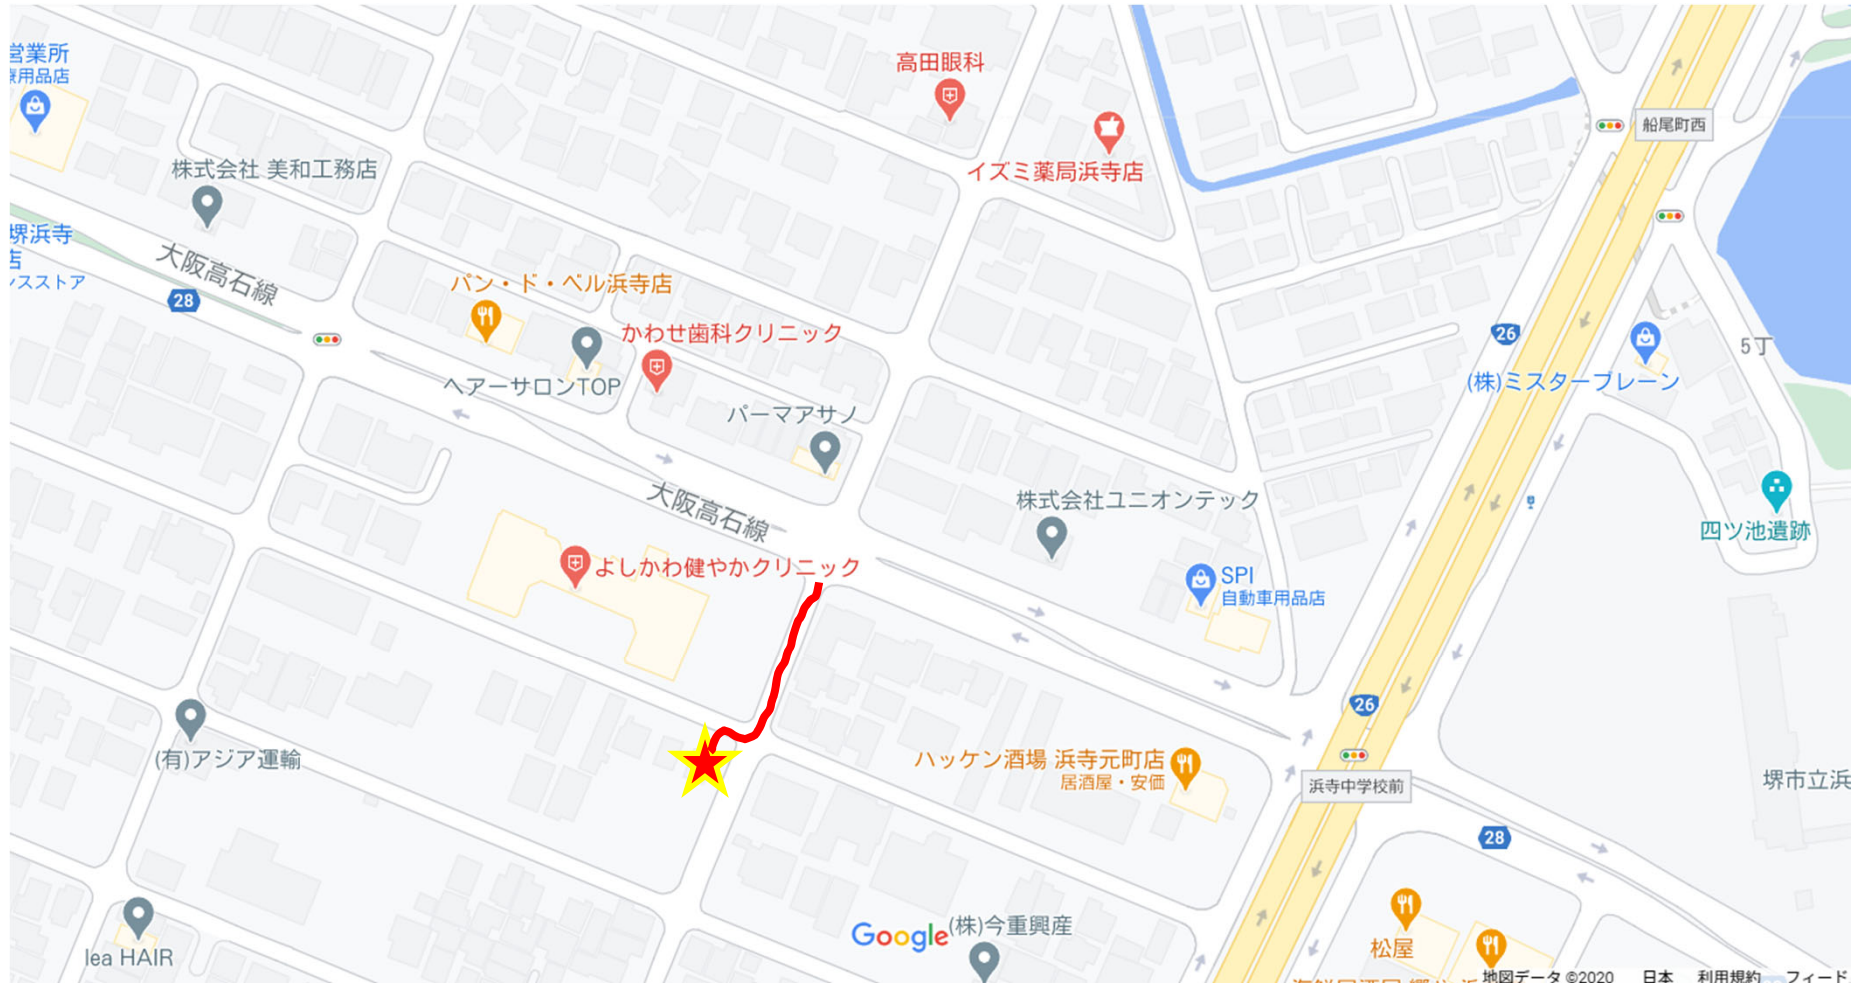 営業所
療用品店
高田眼科
船尾町西
株式会社 美和工務店
イズミ薬局浜寺店
堺浜寺
店
ンスストア
大阪高石線
28
パン・ド・ベル浜寺店
かわせ歯科クリニック
ヘアーサロンTOP
パーマアサノ
26
5丁
(株)ミスターブレーン
大阪高石線
株式会社ユニオンテック
四ツ池遺跡
よしかわ健やかクリニック
SPI
自動車用品店
26
(有)アジア運輸
ハッケン酒場 浜寺元町店
居酒屋・安価
浜寺中学校前
堺市立浜
28
lea HAIR
Google
(株)今重興産
松屋
地図データ ©2020 日本 利用規約 フィード